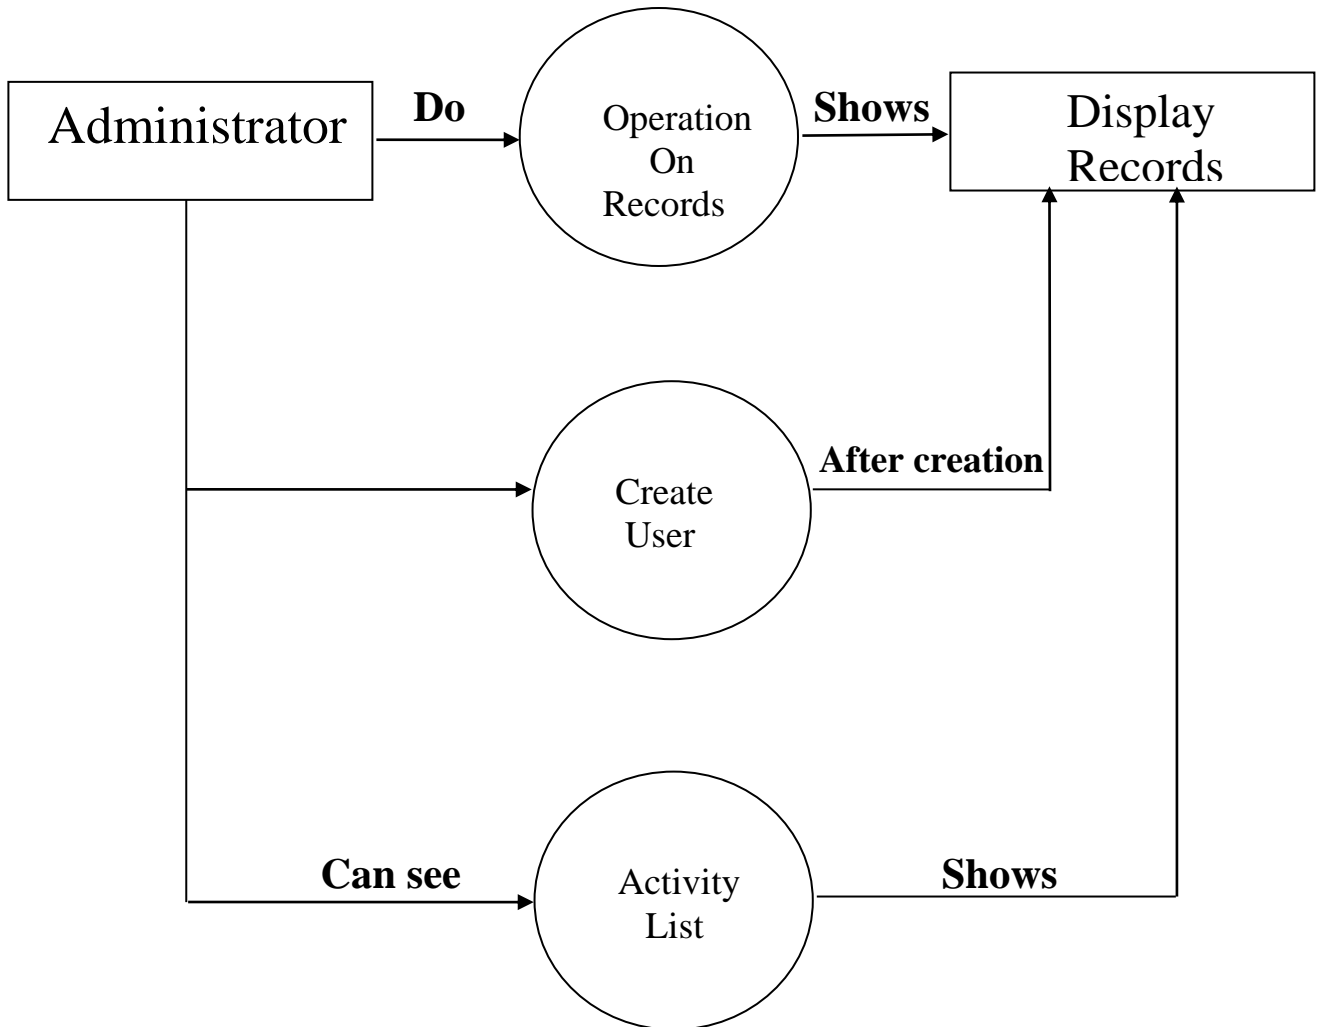 Administrator
Do
Operation
On
Records
Shows
Display
Records
Create
User
After creation
Can see
Activity
List
Shows